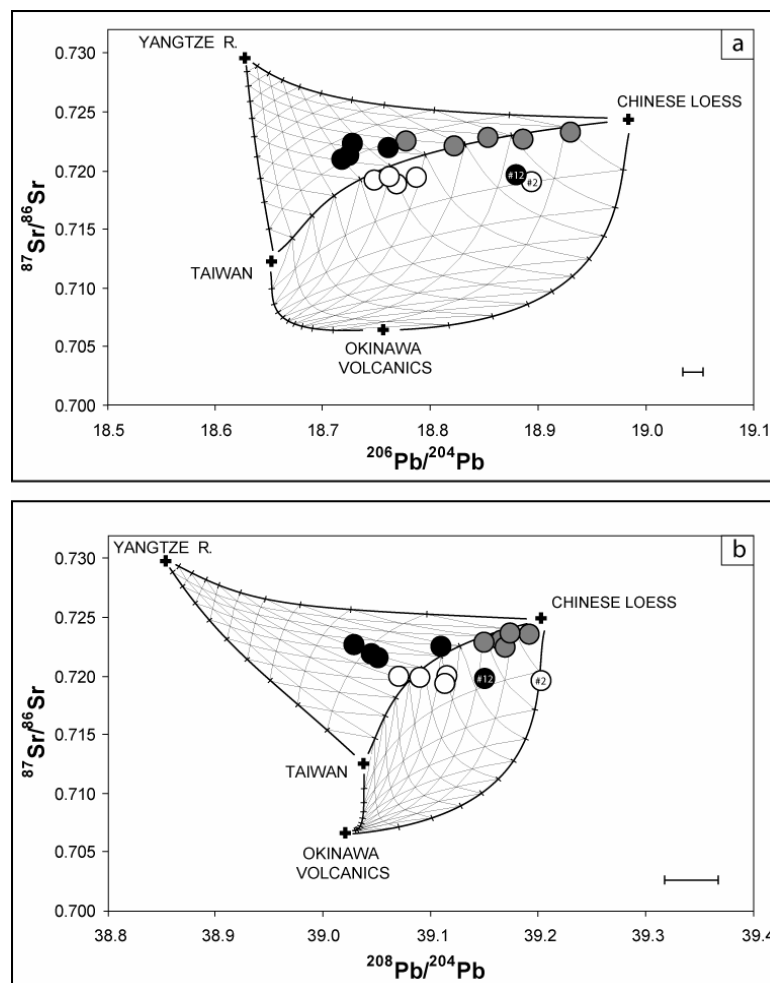 a
YANGTZE R.
CHINESE LOESS
TAIWAN
OKINAWA
VOLCANICS
#12
#2
87Sr/86Sr
0.730
0.725
0.720
0.715
0.710
0.705
0.700
18.5 18.6 18.7 18.8 18.9 19.0 19.1
206Pb/204Pb
b
YANGTZE R.
CHINESE LOESS
TAIWAN
OKINAWA
VOLCANICS
#12
#2
87Sr/86Sr
0.730
0.725
0.720
0.715
0.710
0.705
0.700
38.8 38.9 39.0 39.1 39.2 39.3 39.4
208Pb/204Pb